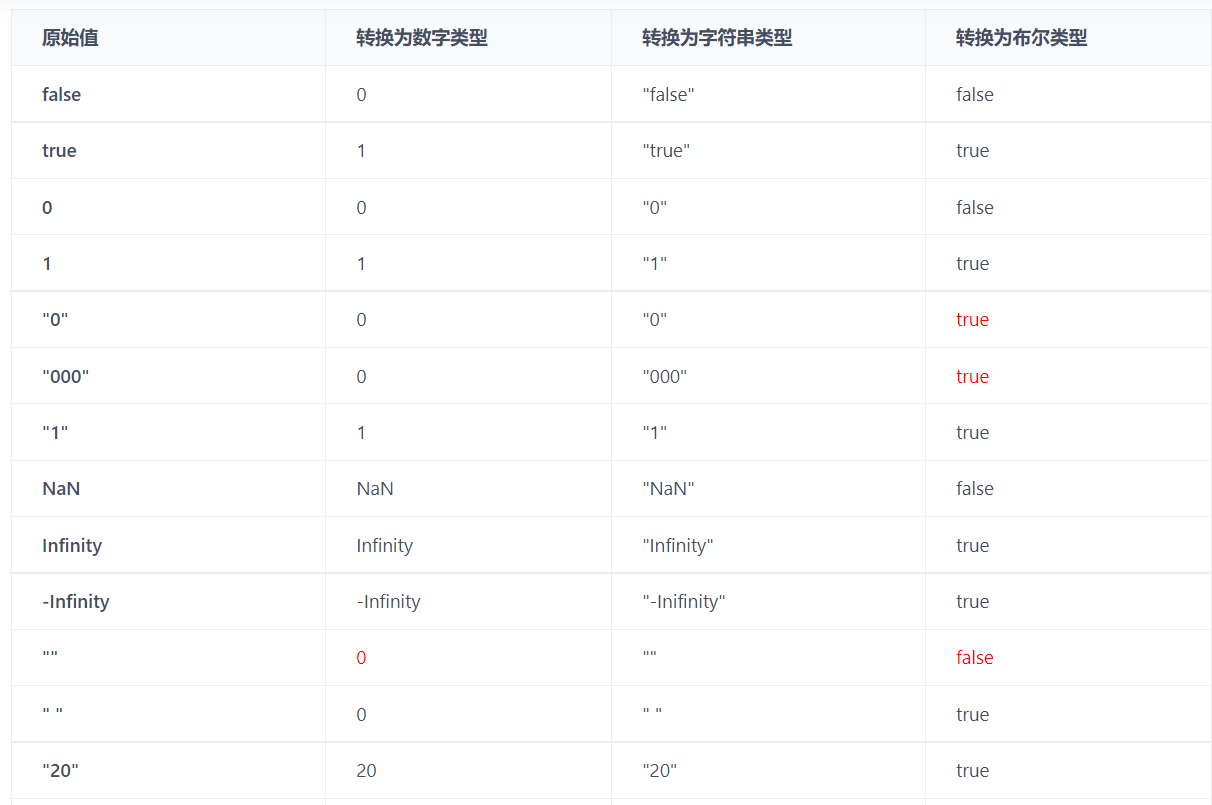 原始值 转换为数字类型 转换为字符串类型 转换为布尔类型
false 0 "false" false
true 1 "true" true
0 0 "0" false
1 1 "1" true
"0" 0 "0" true
"000" 0 "000" true
"1" 1 "1" true
NaN NaN "NaN" false
Infinity Infinity "Infinity" true
-Infinity -Infinity "-Inifinity" true
"" 0 "" false
" " 0 " " true
"20" 20 "20" true